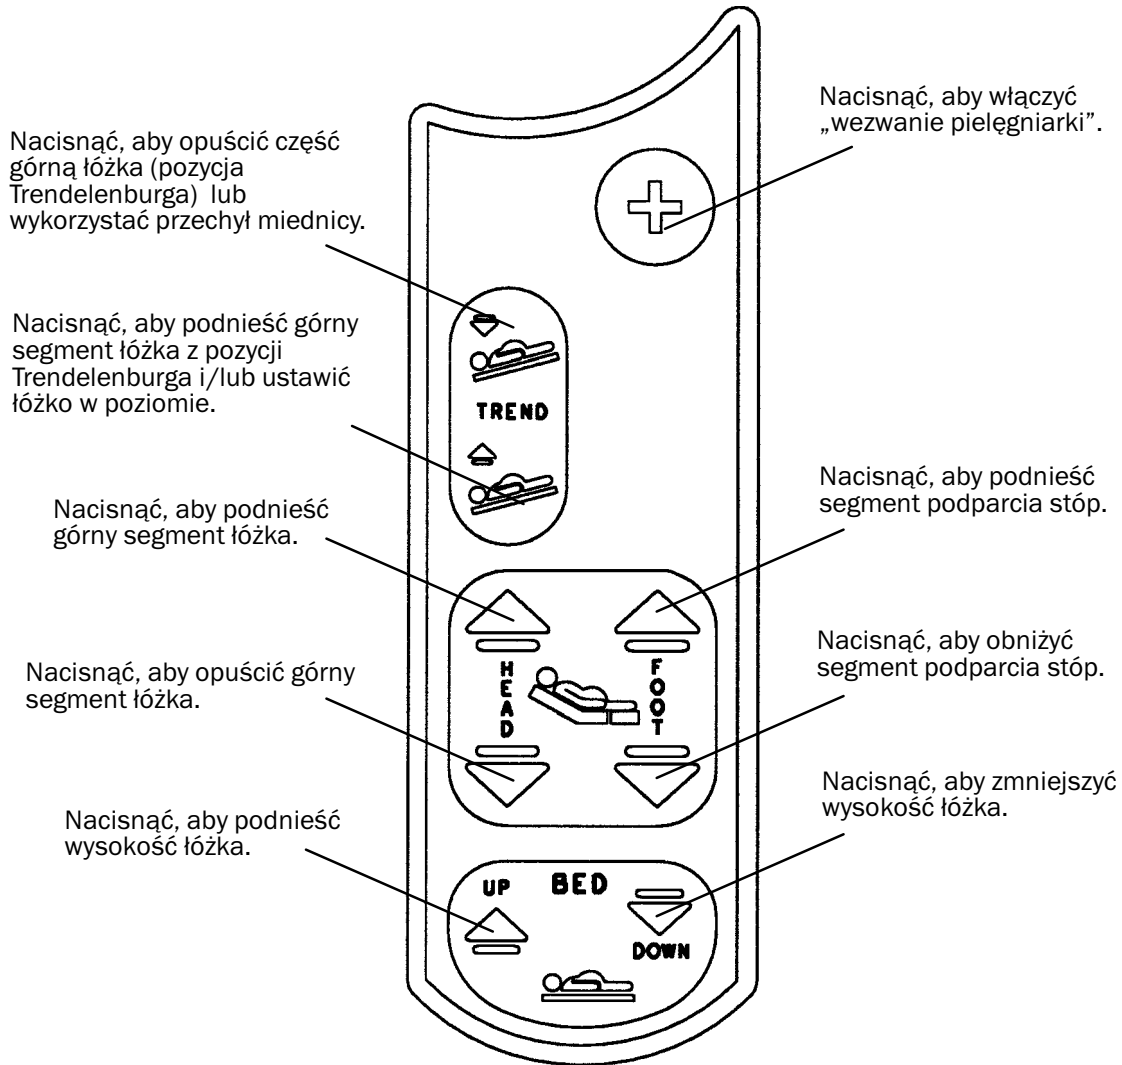 Nacisnąć, aby włączyć
„wezwanie pielęgniarki”.
Nacisnąć, aby opuścić część
górną łóżka (pozycja
Trendelenburga) lub
wykorzystać przechył miednicy.
Nacisnąć, aby podnieść górny
segment łóżka z pozycji
Trendelenburga i/lub ustawić
łóżko w poziomie.
TREND
Nacisnąć, aby podnieść
górny segment łóżka.
Nacisnąć, aby podnieść
segment podparcia stóp.
Nacisnąć, aby opuścić górny
segment łóżka.
HEAD
FOOT
Nacisnąć, aby obniżyć
segment podparcia stóp.
Nacisnąć, aby podnieść
wysokość łóżka.
Nacisnąć, aby zmniejszyć
wysokość łóżka.
UP BED
DOWN